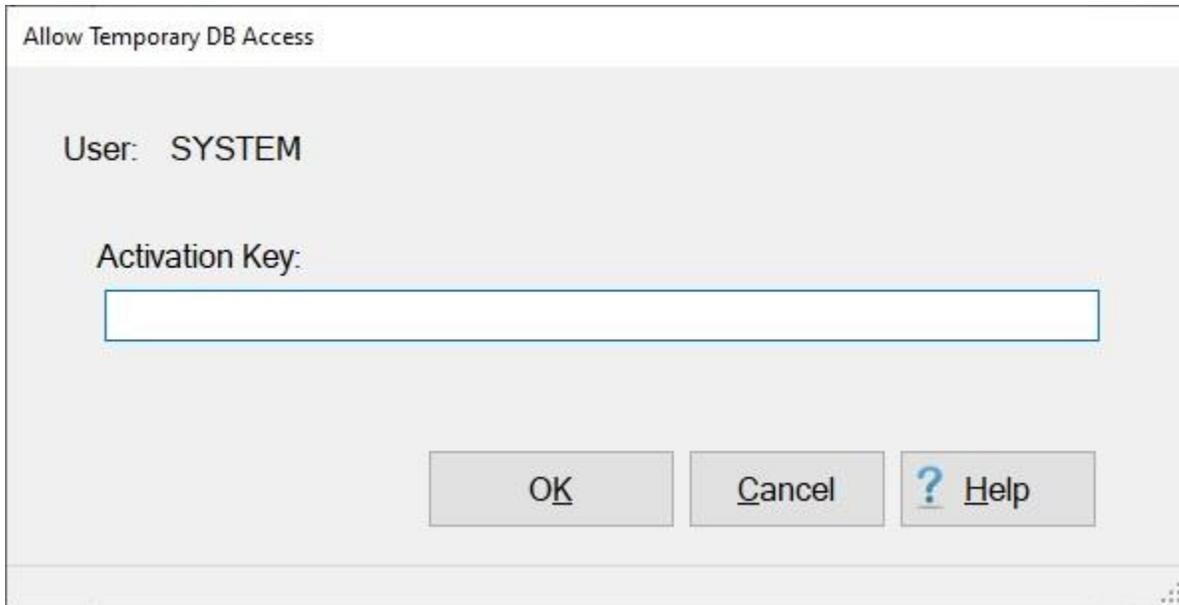 Allow Temporary DB Access
User: SYSTEM
Activation Key:
OK Cancel ? Help